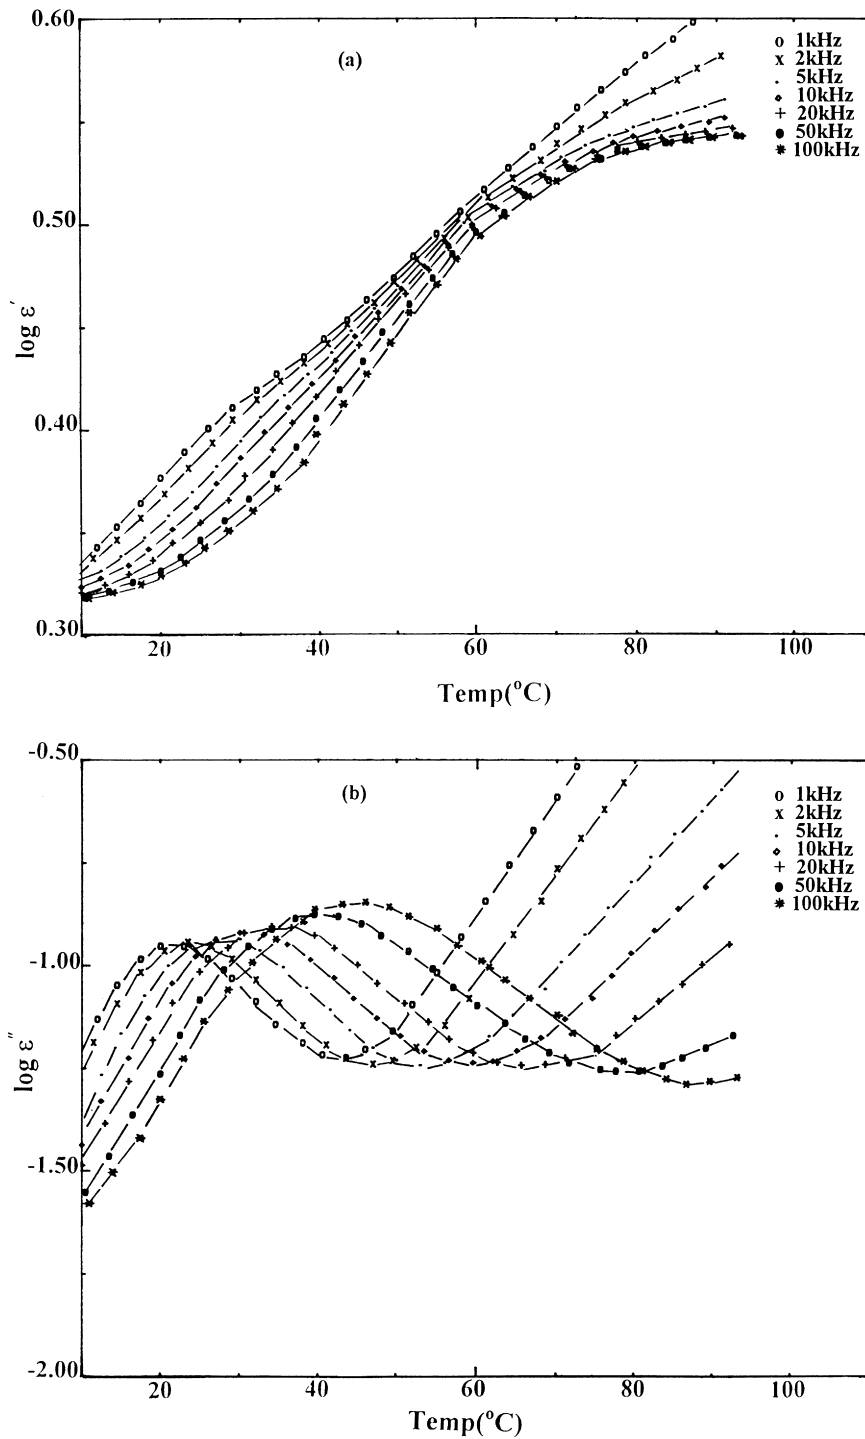 0.60
(a)
o 1kHz
x 2kHz
. 5kHz
⋄ 10kHz
+ 20kHz
● 50kHz
* 100kHz
0.50
log ε'
0.40
0.30
20 40 60 80 100
Temp(°C)
-0.50
(b)
o 1kHz
x 2kHz
. 5kHz
⋄ 10kHz
+ 20kHz
● 50kHz
* 100kHz
-1.00
log ε"
-1.50
-2.00
20 40 60 80 100
Temp(°C)